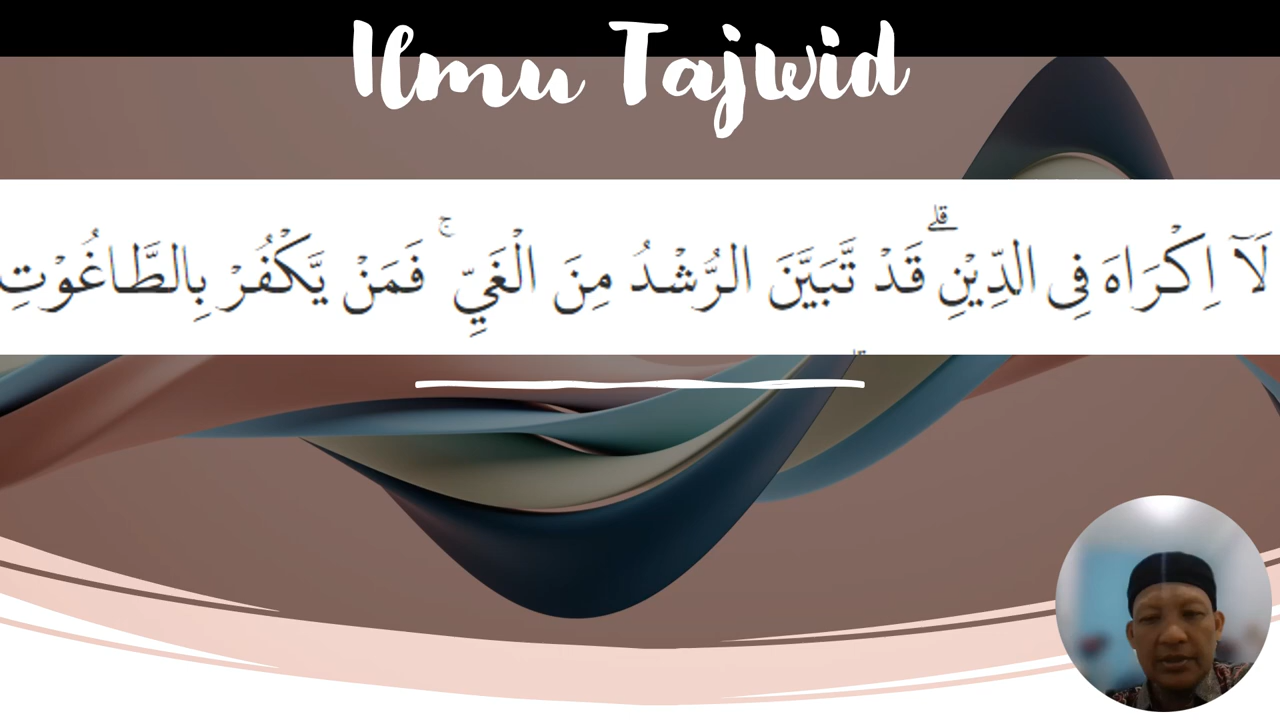 Ilmu Tajwid
لَآ اِكْرَاهَ فِى الدِّيْنِۗ قَدْ تَّبَيَّنَ الرُّشْدُ مِنَ الْغَيِّ ۚ فَمَنْ يَّكْفُرْ بِالطَّاغُوْتِ